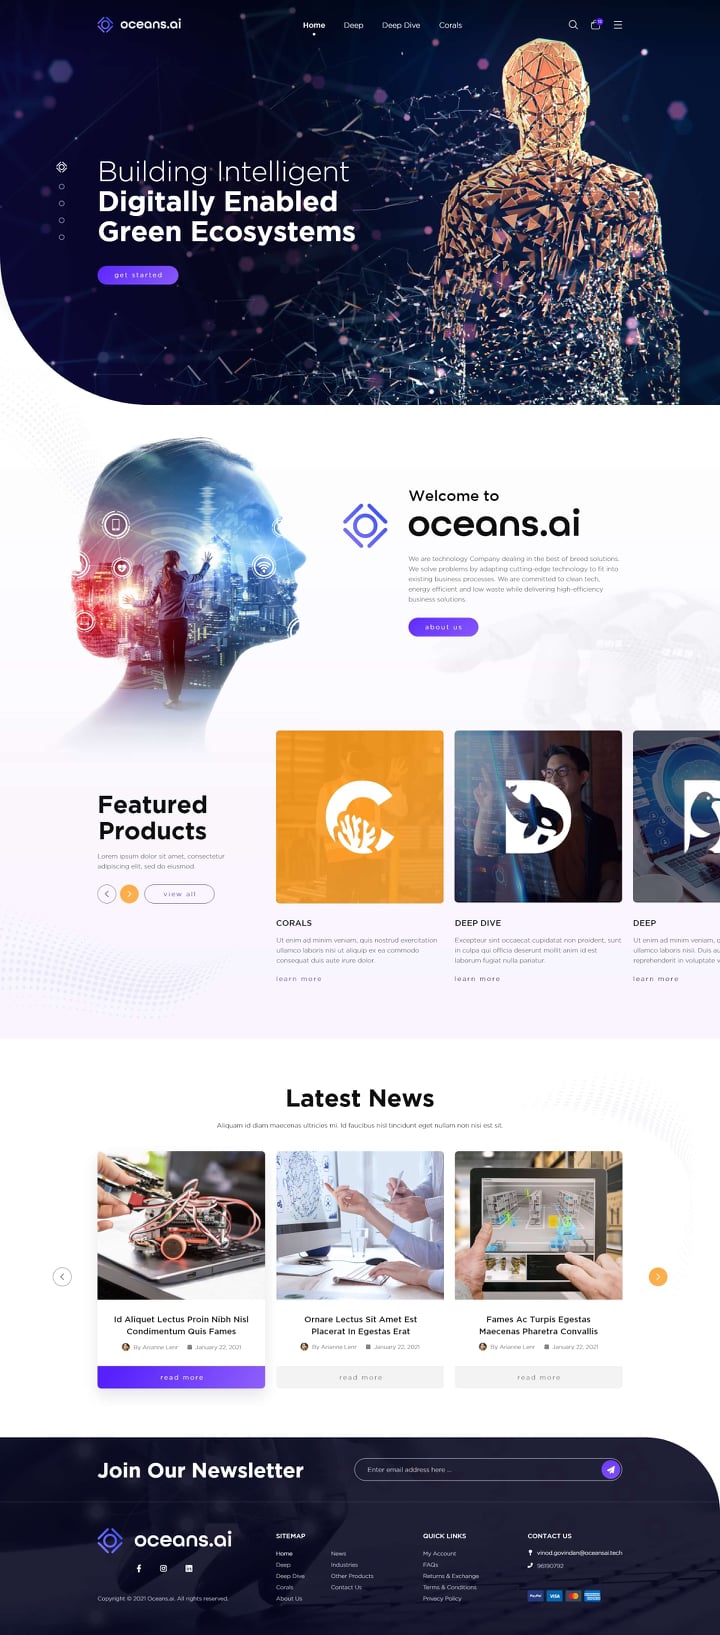 oceans.ai
Home Deep Deep Dive Corals
Building Intelligent
Digitally Enabled
Green Ecosystems
get started
Welcome to
oceans.ai
We are technology Company dealing in the best of breed solutions.
We solve problems by adapting cutting-edge technology to fit into
existing business processes. We are committed to clean tech,
energy efficient and low waste while delivering high-efficiency
business solutions.
about us
Featured
Products
Lorem ipsum dolor sit amet, consectetur
adipiscing elit, sed do eiusmod.
view all
CORALS
Ut enim ad minim veniam, quis nostrud exercitation
ullamco laboris nisi ut aliquip ex ea commodo
consequat duis aute irure dolor.
learn more
DEEP DIVE
Excepteur sint occaecat cupidatat non proident, sunt
in culpa qui officia deserunt mollit anim id est
laborum fugiat nulla pariatur.
learn more
DEEP
Ut enim ad minim veniam, q
ullamco laboris nisi. Duis au
reprehenderit in voluptate v
learn more
Latest News
Aliquam id diam maecenas ultricies mi. Id faucibus nisl tincidunt eget nullam non nisi est sit.
Id Aliquet Lectus Proin Nibh Nisl
Condimentum Quis Fames
By Arianne Lenr January 22, 2021
read more
Ornare Lectus Sit Amet Est
Placerat In Egestas Erat
By Arianne Lenr January 22, 2021
read more
Fames Ac Turpis Egestas
Maecenas Pharetra Convallis
By Arianne Lenr January 22, 2021
read more
Join Our Newsletter
Enter email address here ...
oceans.ai
Copyright © 2021 Oceans.ai. All rights reserved.
SITEMAP
Home
Deep
Deep Dive
Corals
About Us
News
Industries
Other Products
Contact Us
QUICK LINKS
My Account
FAQs
Returns & Exchange
Terms & Conditions
Privacy Policy
CONTACT US
vinod.govindan@oceansai.tech
96190792
PayPal VISA